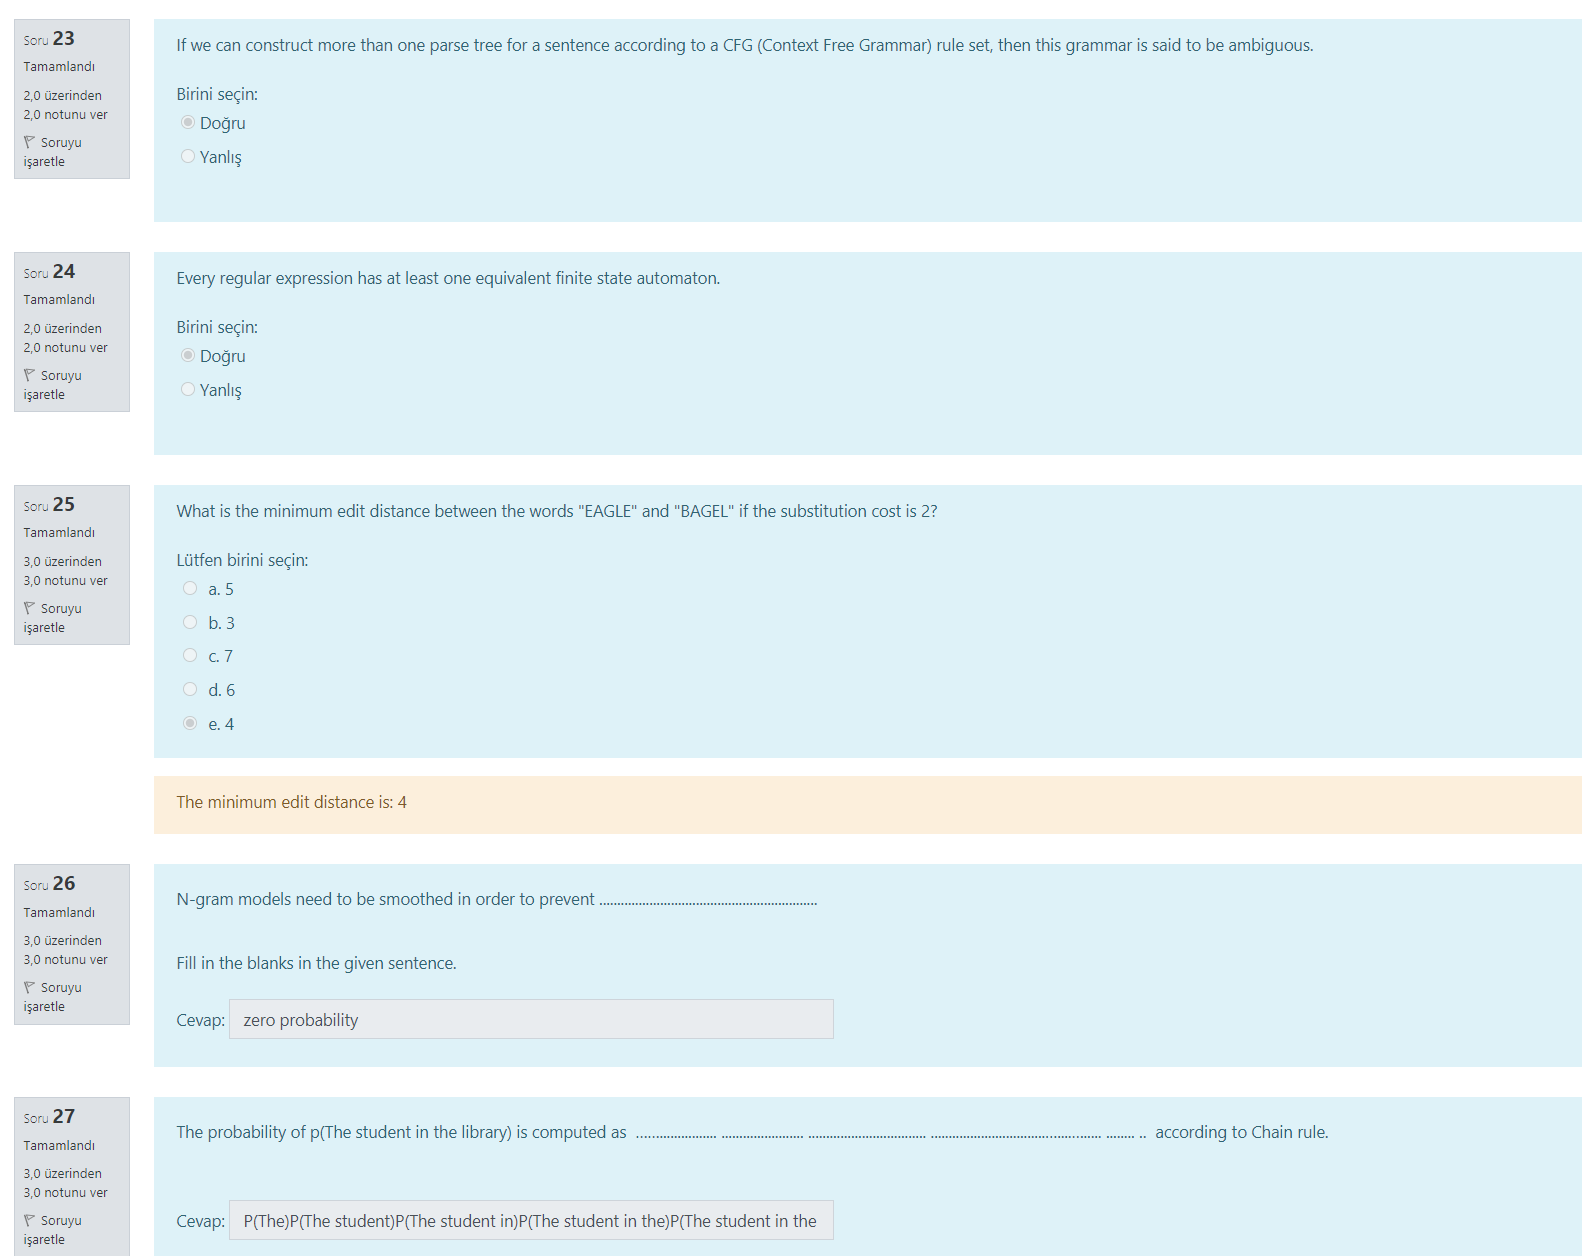 Soru 23
Tamamlandı
2,0 üzerinden
2,0 notunu ver
Soruyu
işaretle
If we can construct more than one parse tree for a sentence according to a CFG (Context Free Grammar) rule set, then this grammar is said to be ambiguous.
Birini seçin:
Doğru
Yanlış
Soru 24
Tamamlandı
2,0 üzerinden
2,0 notunu ver
Soruyu
işaretle
Every regular expression has at least one equivalent finite state automaton.
Birini seçin:
Doğru
Yanlış
Soru 25
Tamamlandı
3,0 üzerinden
3,0 notunu ver
Soruyu
işaretle
What is the minimum edit distance between the words "EAGLE" and "BAGEL" if the substitution cost is 2?
Lütfen birini seçin:
a. 5
b. 3
c. 7
d. 6
e. 4
The minimum edit distance is: 4
Soru 26
Tamamlandı
3,0 üzerinden
3,0 notunu ver
Soruyu
işaretle
N-gram models need to be smoothed in order to prevent .............................................................
Fill in the blanks in the given sentence.
Cevap: zero probability
Soru 27
Tamamlandı
3,0 üzerinden
3,0 notunu ver
Soruyu
işaretle
The probability of p(The student in the library) is computed as ....................... ....................... ................................. ................................................ ........ .. according to Chain rule.
Cevap: P(The)P(The student)P(The student in)P(The student in the)P(The student in the